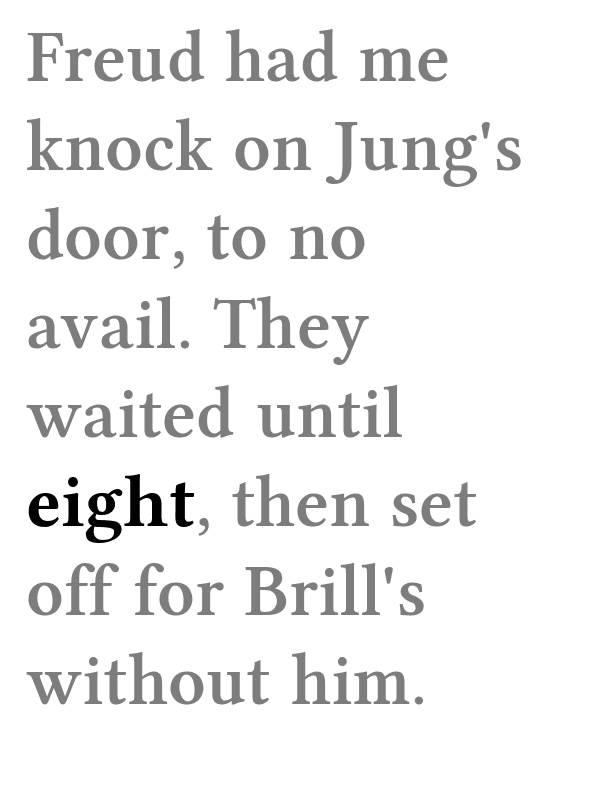 Freud had me
knock on Jung's
door, to no
avail. They
waited until
eight, then set
off for Brill's
without him.